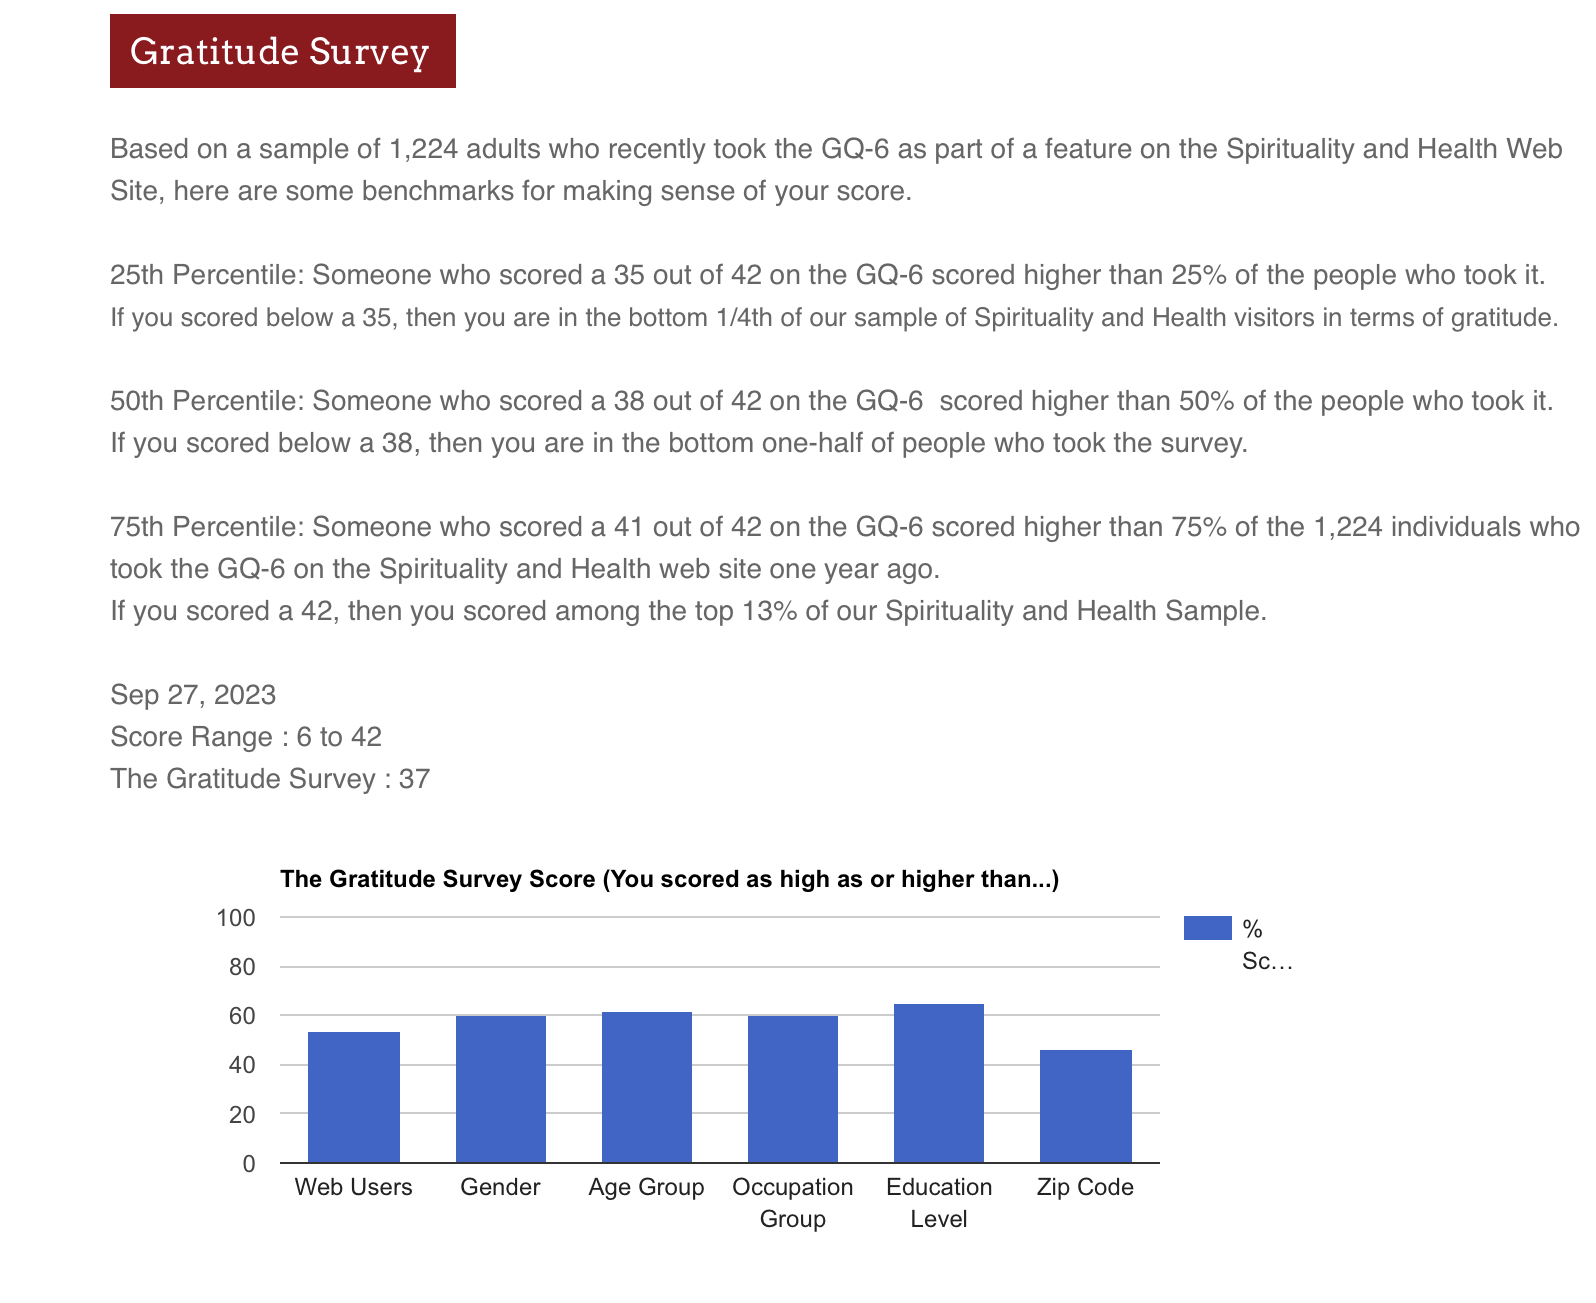 Gratitude Survey
Based on a sample of 1,224 adults who recently took the GQ-6 as part of a feature on the Spirituality and Health Web
Site, here are some benchmarks for making sense of your score.
25th Percentile: Someone who scored a 35 out of 42 on the GQ-6 scored higher than 25% of the people who took it.
If you scored below a 35, then you are in the bottom 1/4th of our sample of Spirituality and Health visitors in terms of gratitude.
50th Percentile: Someone who scored a 38 out of 42 on the GQ-6  scored higher than 50% of the people who took it.
If you scored below a 38, then you are in the bottom one-half of people who took the survey.
75th Percentile: Someone who scored a 41 out of 42 on the GQ-6 scored higher than 75% of the 1,224 individuals who
took the GQ-6 on the Spirituality and Health web site one year ago.
If you scored a 42, then you scored among the top 13% of our Spirituality and Health Sample.
Sep 27, 2023
Score Range : 6 to 42
The Gratitude Survey : 37
The Gratitude Survey Score (You scored as high as or higher than...)
100
80
60
40
20
0
%
Sc...
Web Users
Gender
Age Group
Occupation
Group
Education
Level
Zip Code